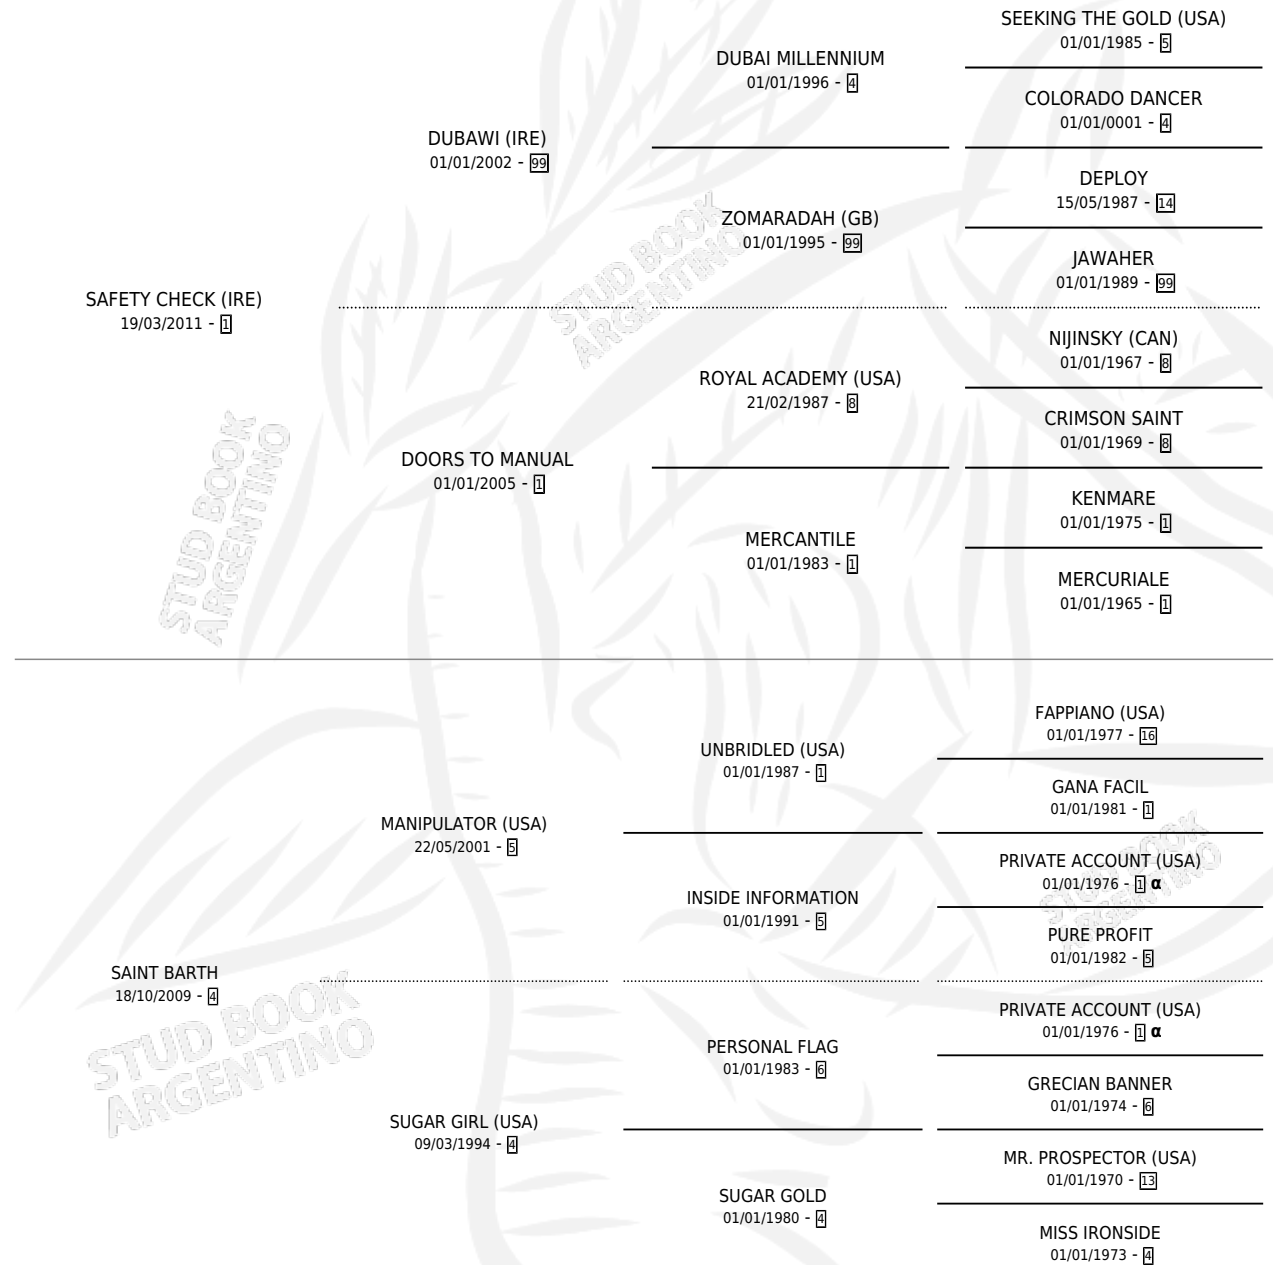 SEEKING THE GOLD (USA)
01/01/1985 - 5
DUBAI MILLENNIUM
01/01/1996 - 4
COLORADO DANCER
01/01/0001 - 4
DUBAWI (IRE)
01/01/2002 - 99
DEPLOY
15/05/1987 - 14
ZOMARADAH (GB)
01/01/1995 - 99
JAWAHER
01/01/1989 - 99
SAFETY CHECK (IRE)
19/03/2011 - 1
NIJINSKY (CAN)
01/01/1967 - 8
ROYAL ACADEMY (USA)
21/02/1987 - 8
CRIMSON SAINT
01/01/1969 - 8
DOORS TO MANUAL
01/01/2005 - 1
KENMARE
01/01/1975 - 1
MERCANTILE
01/01/1983 - 1
MERCURIALE
01/01/1965 - 1
FAPPIANO (USA)
01/01/1977 - 16
UNBRIDLED (USA)
01/01/1987 - 1
GANA FACIL
01/01/1981 - 1
MANIPULATOR (USA)
22/05/2001 - 5
PRIVATE ACCOUNT (USA)
01/01/1976 - 1 α
INSIDE INFORMATION
01/01/1991 - 5
PURE PROFIT
01/01/1982 - 5
SAINT BARTH
18/10/2009 - 4
PRIVATE ACCOUNT (USA)
01/01/1976 - 1 α
PERSONAL FLAG
01/01/1983 - 6
GRECIAN BANNER
01/01/1974 - 6
SUGAR GIRL (USA)
09/03/1994 - 4
MR. PROSPECTOR (USA)
01/01/1970 - 13
SUGAR GOLD
01/01/1980 - 4
MISS IRONSIDE
01/01/1973 - 4
STUD BOOK
ARGENTINO
STUD BOOK
ARGENTINO
STUD BOOK
ARGENTINO
STUD BOOK
ARGENTINO